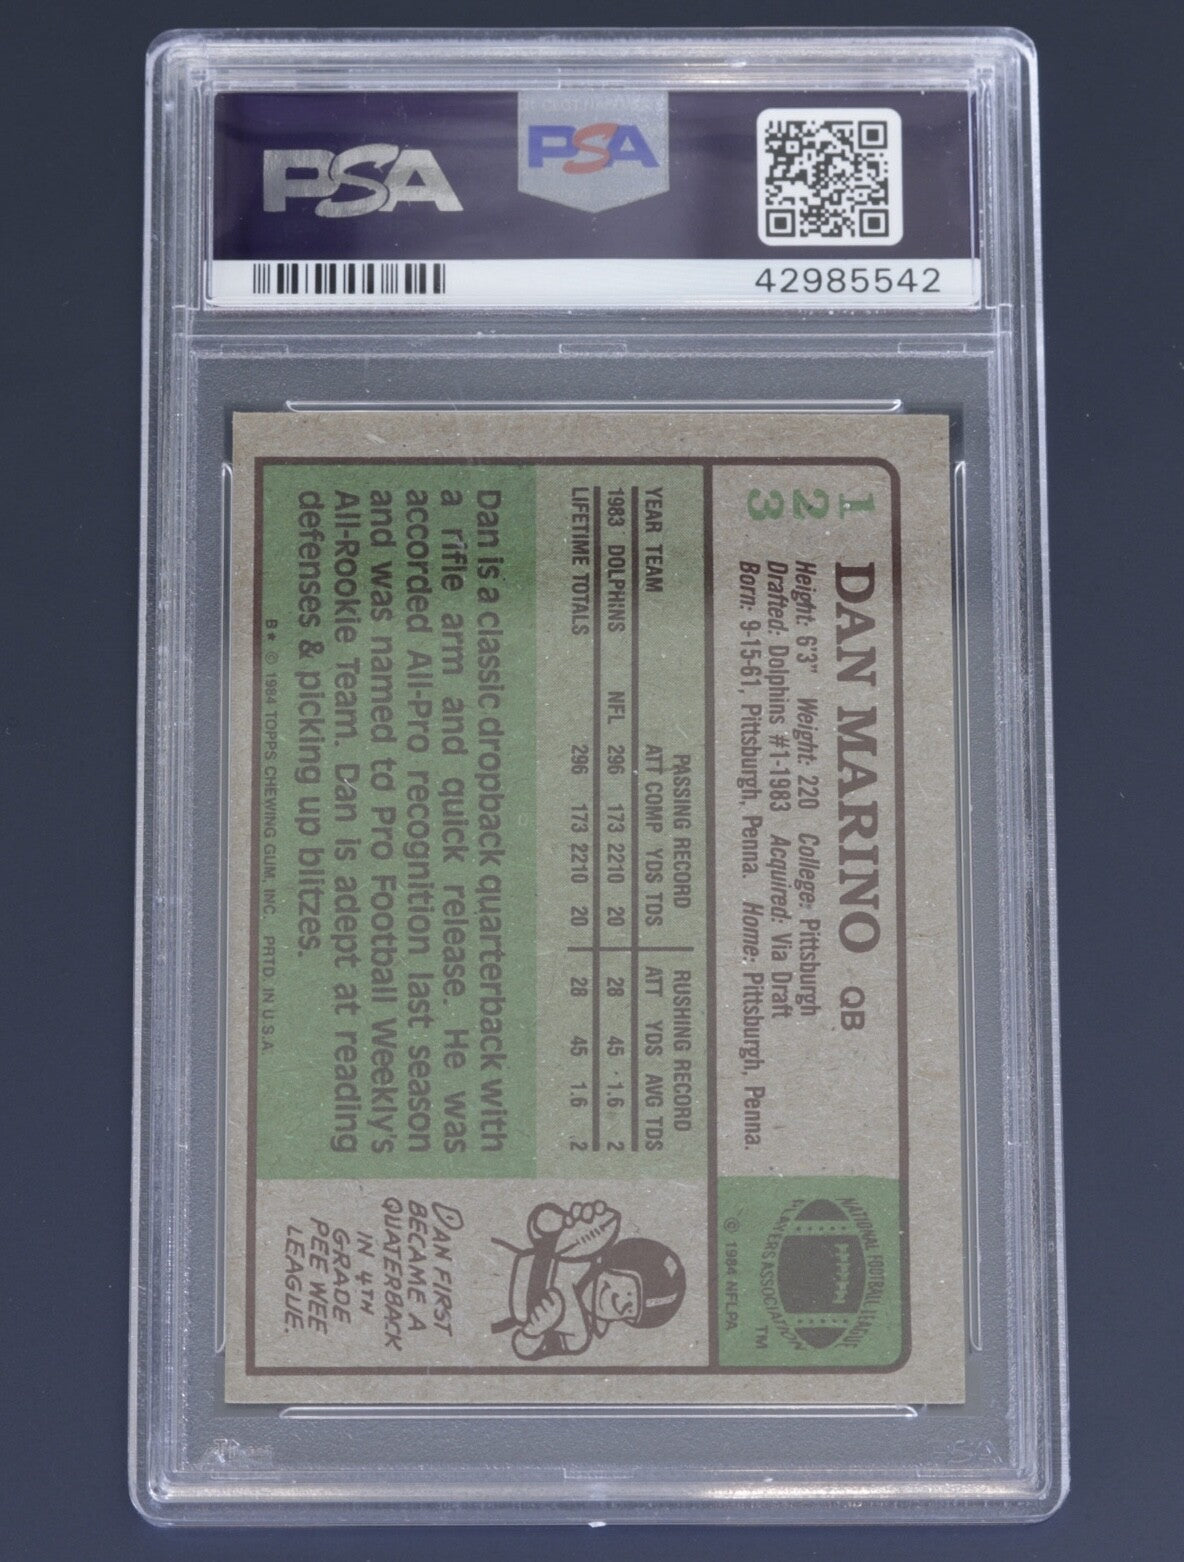 PSA
PSA
42985542
1
2
3
DAN MARINO QB
Height: 6'3" Weight: 220 College: Pittsburgh
Drafted: Dolphins #1-1983 Acquired: Via Draft
Born: 9-15-61, Pittsburgh, Penna. Home: Pittsburgh, Penna.
NATIONAL FOOTBALL LEAGUE
PLAYERS ASSOCIATION
TM
© 1984 NFLPA
PASSING RECORD RUSHING RECORD
YEAR TEAM ATT COMP YDS TDS ATT YDS AVG TDS
1983 DOLPHINS NFL 296 173 2210 20 28 45 1.6 2
LIFETIME TOTALS 296 173 2210 20 28 45 1.6 2
Dan is a classic dropback quarterback with
a rifle arm and quick release. He was
accorded All-Pro recognition last season
and was named to Pro Football Weekly's
All-Rookie Team. Dan is adept at reading
defenses & picking up blitzes.
B* © 1984 TOPPS CHEWING GUM, INC. PRTD. IN U.S.A.
DAN FIRST
BECAME A
QUATERBACK
IN 4TH
GRADE
PEE WEE
LEAGUE.